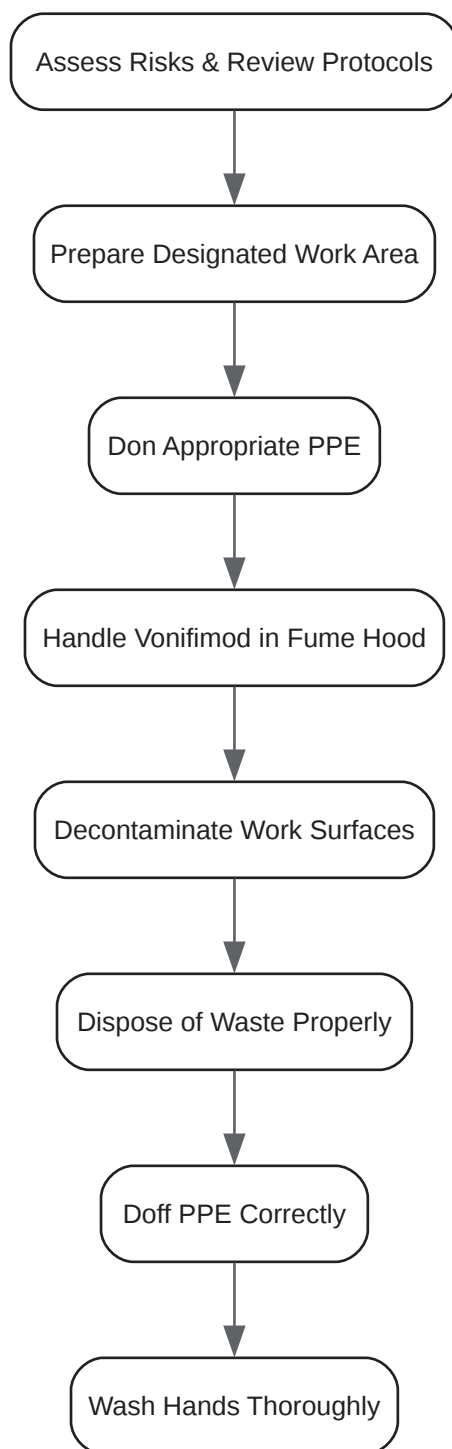 Assess Risks & Review Protocols
Prepare Designated Work Area
Don Appropriate PPE
Handle Vonifimod in Fume Hood
Decontaminate Work Surfaces
Dispose of Waste Properly
Doff PPE Correctly
Wash Hands Thoroughly